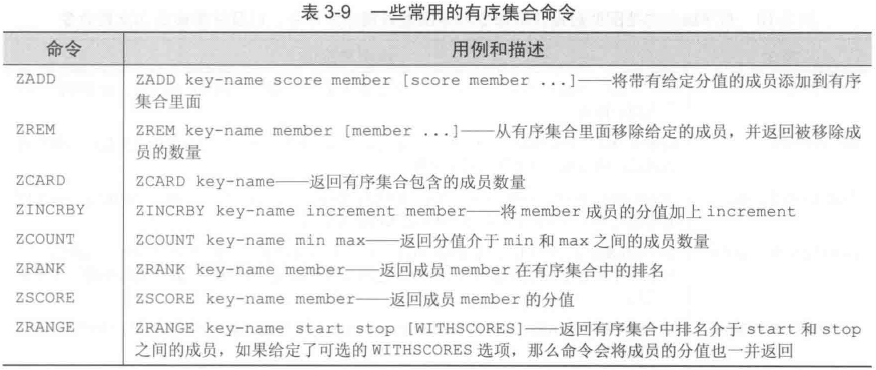 表 3-9 一些常用的有序集合命令
命令 用例和描述
ZADD ZADD key-name score member [score member ...]——将带有给定分值的成员添加到有序
集合里面
ZREM ZREM key-name member [member ...]——从有序集合里面移除给定的成员，并返回被移除成
员的数量
ZCARD ZCARD key-name——返回有序集合包含的成员数量
ZINCRBY ZINCRBY key-name increment member——将 member 成员的分值加上 increment
ZCOUNT ZCOUNT key-name min max——返回分值介于 min 和 max 之间的成员数量
ZRANK ZRANK key-name member——返回成员 member 在有序集合中的排名
ZSCORE ZSCORE key-name member——返回成员 member 的分值
ZRANGE ZRANGE key-name start stop [WITHSCORES]——返回有序集合中排名介于 start 和 stop
之间的成员，如果给定了可选的 WITHSCORES 选项，那么命令会将成员的分值也一并返回